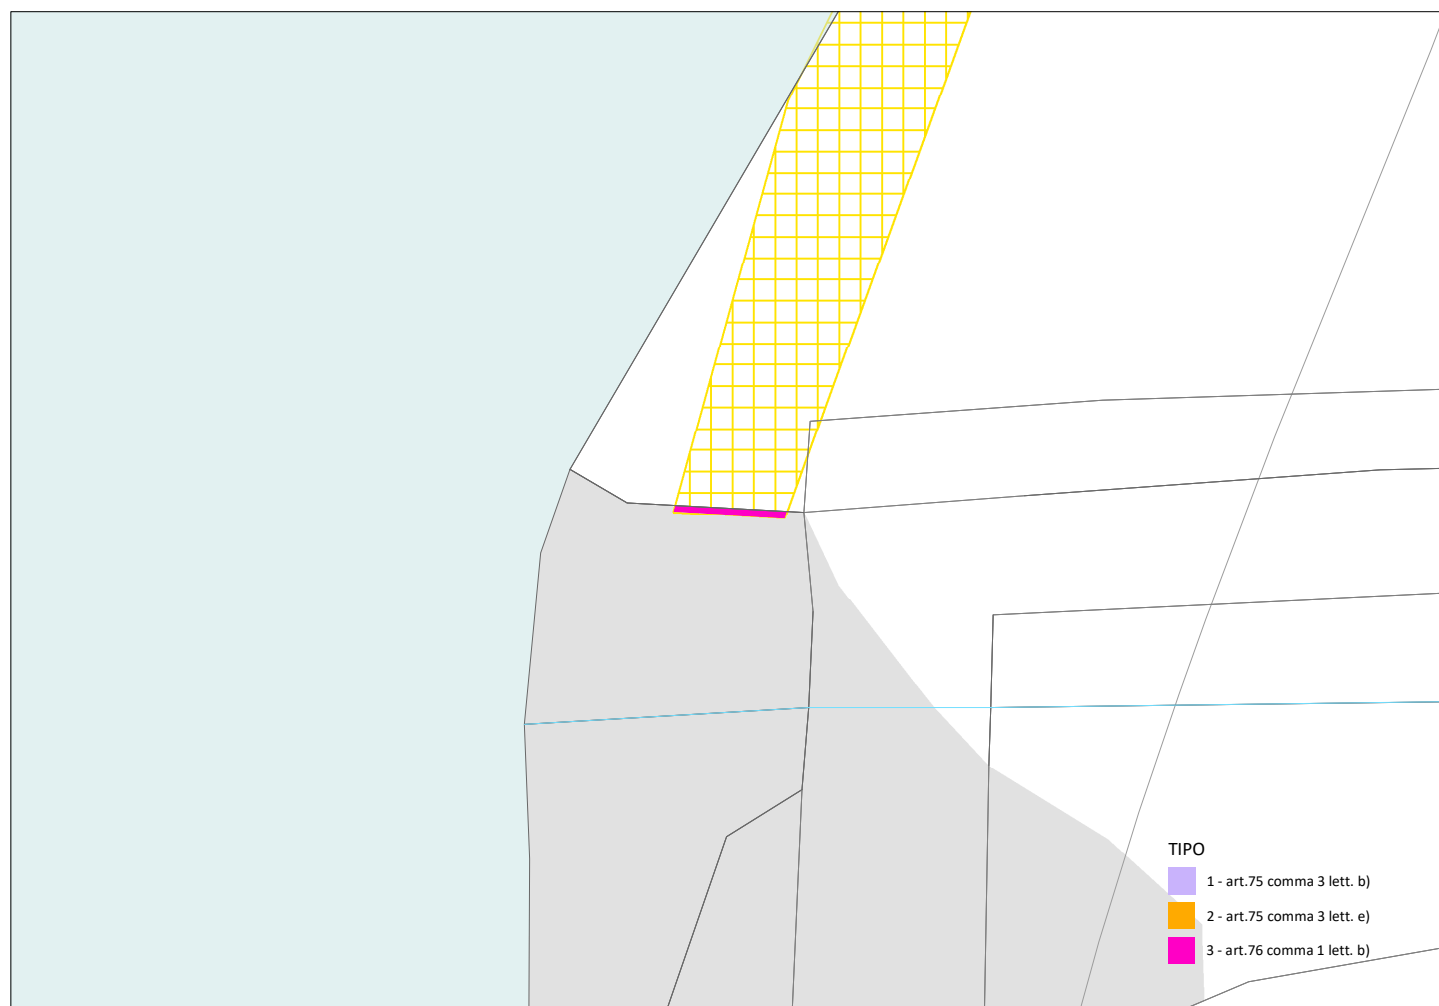 TIPO
1 - art.75 comma 3 lett. b)
2 - art.75 comma 3 lett. e)
3 - art.76 comma 1 lett. b)